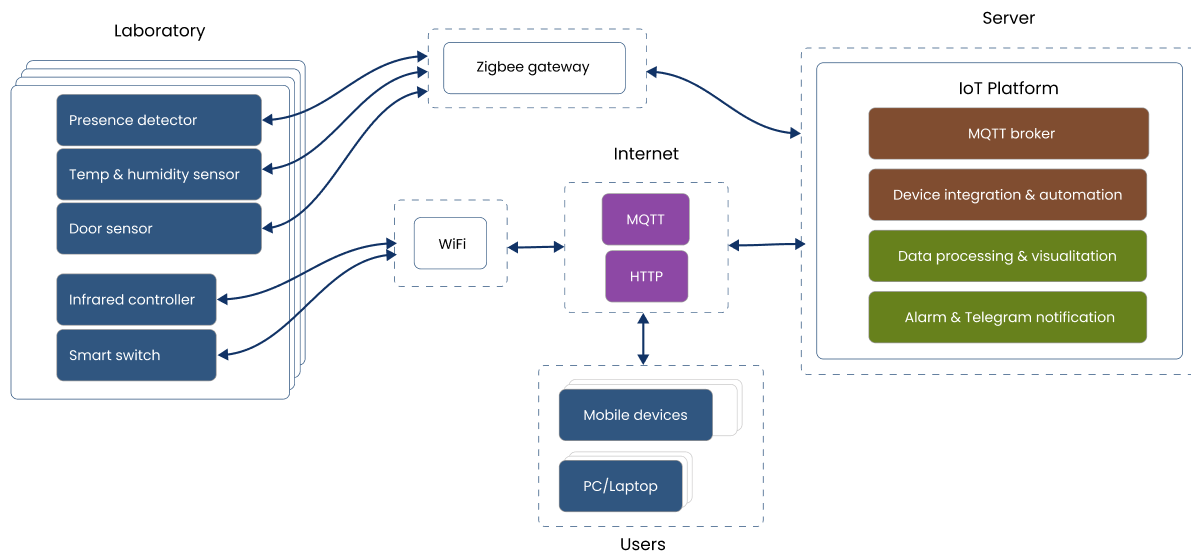 Laboratory
Presence detector
Temp & humidity sensor
Door sensor
Infrared controller
Smart switch
Zigbee gateway
WiFi
Internet
MQTT
HTTP
Mobile devices
PC/Laptop
Users
Server
IoT Platform
MQTT broker
Device integration & automation
Data processing & visualitation
Alarm & Telegram notification